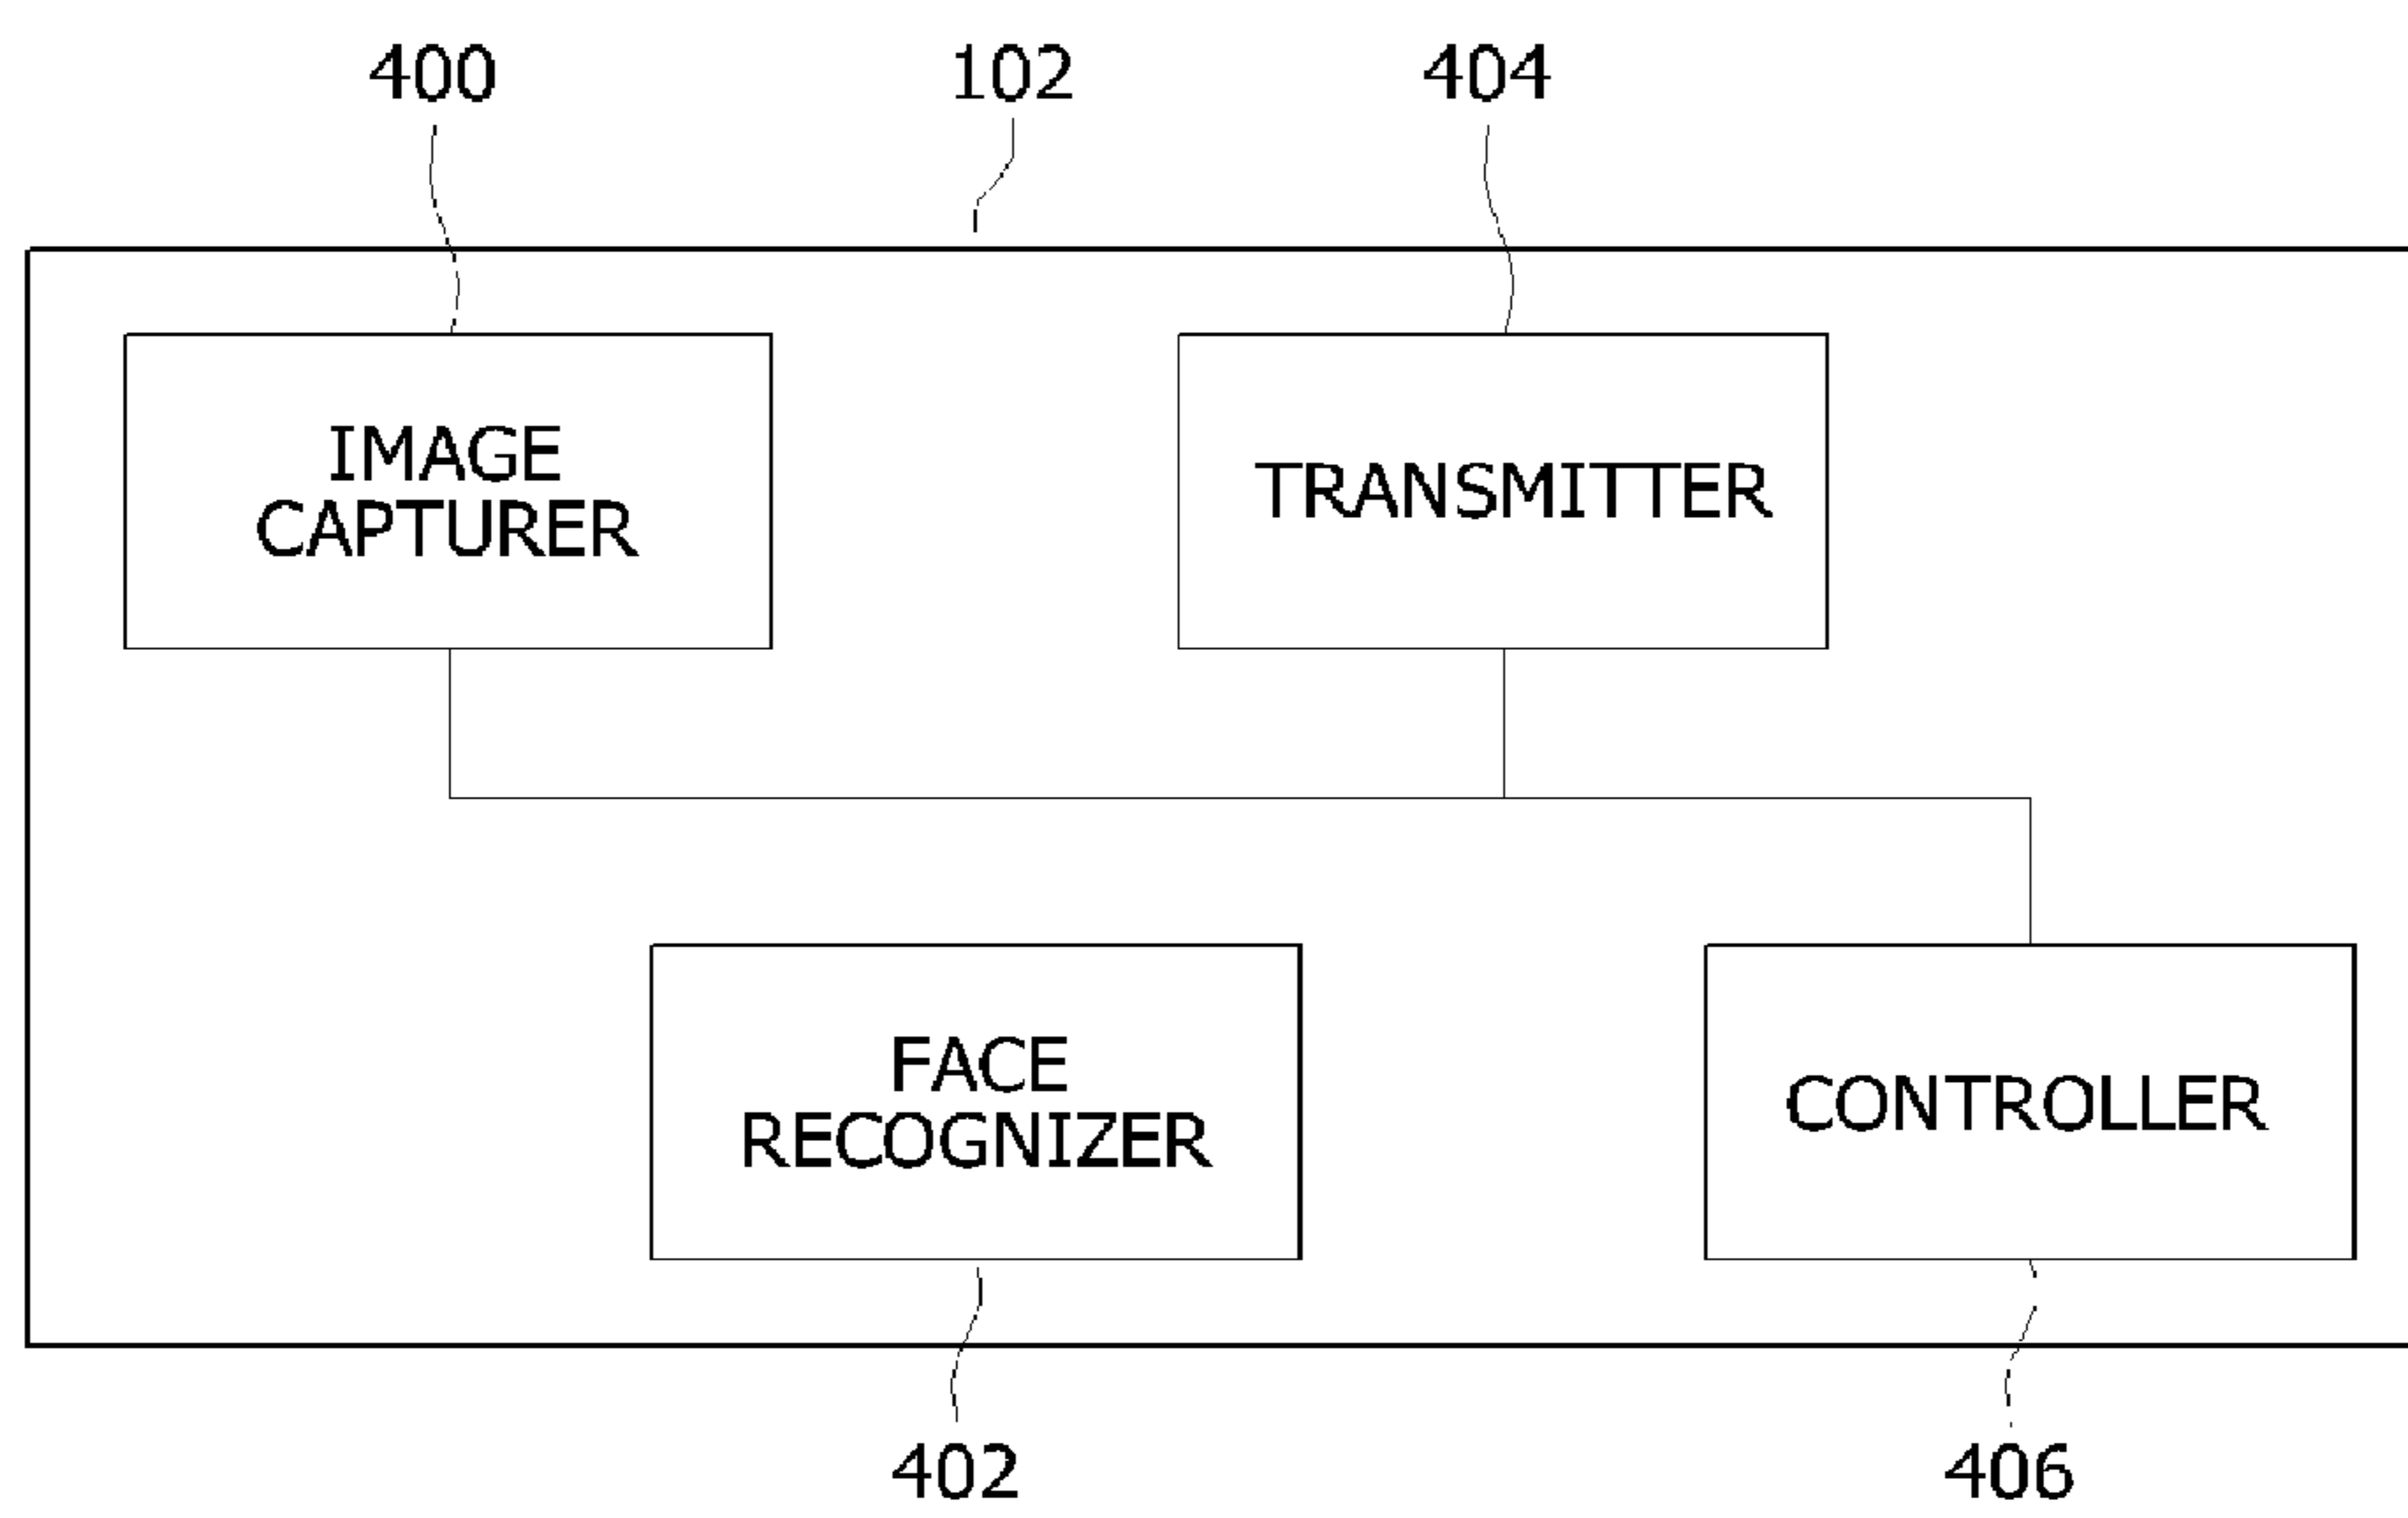 400
102
404
IMAGE
CAPTURER
TRANSMITTER
FACE
RECOGNIZER
CONTROLLER
402
406